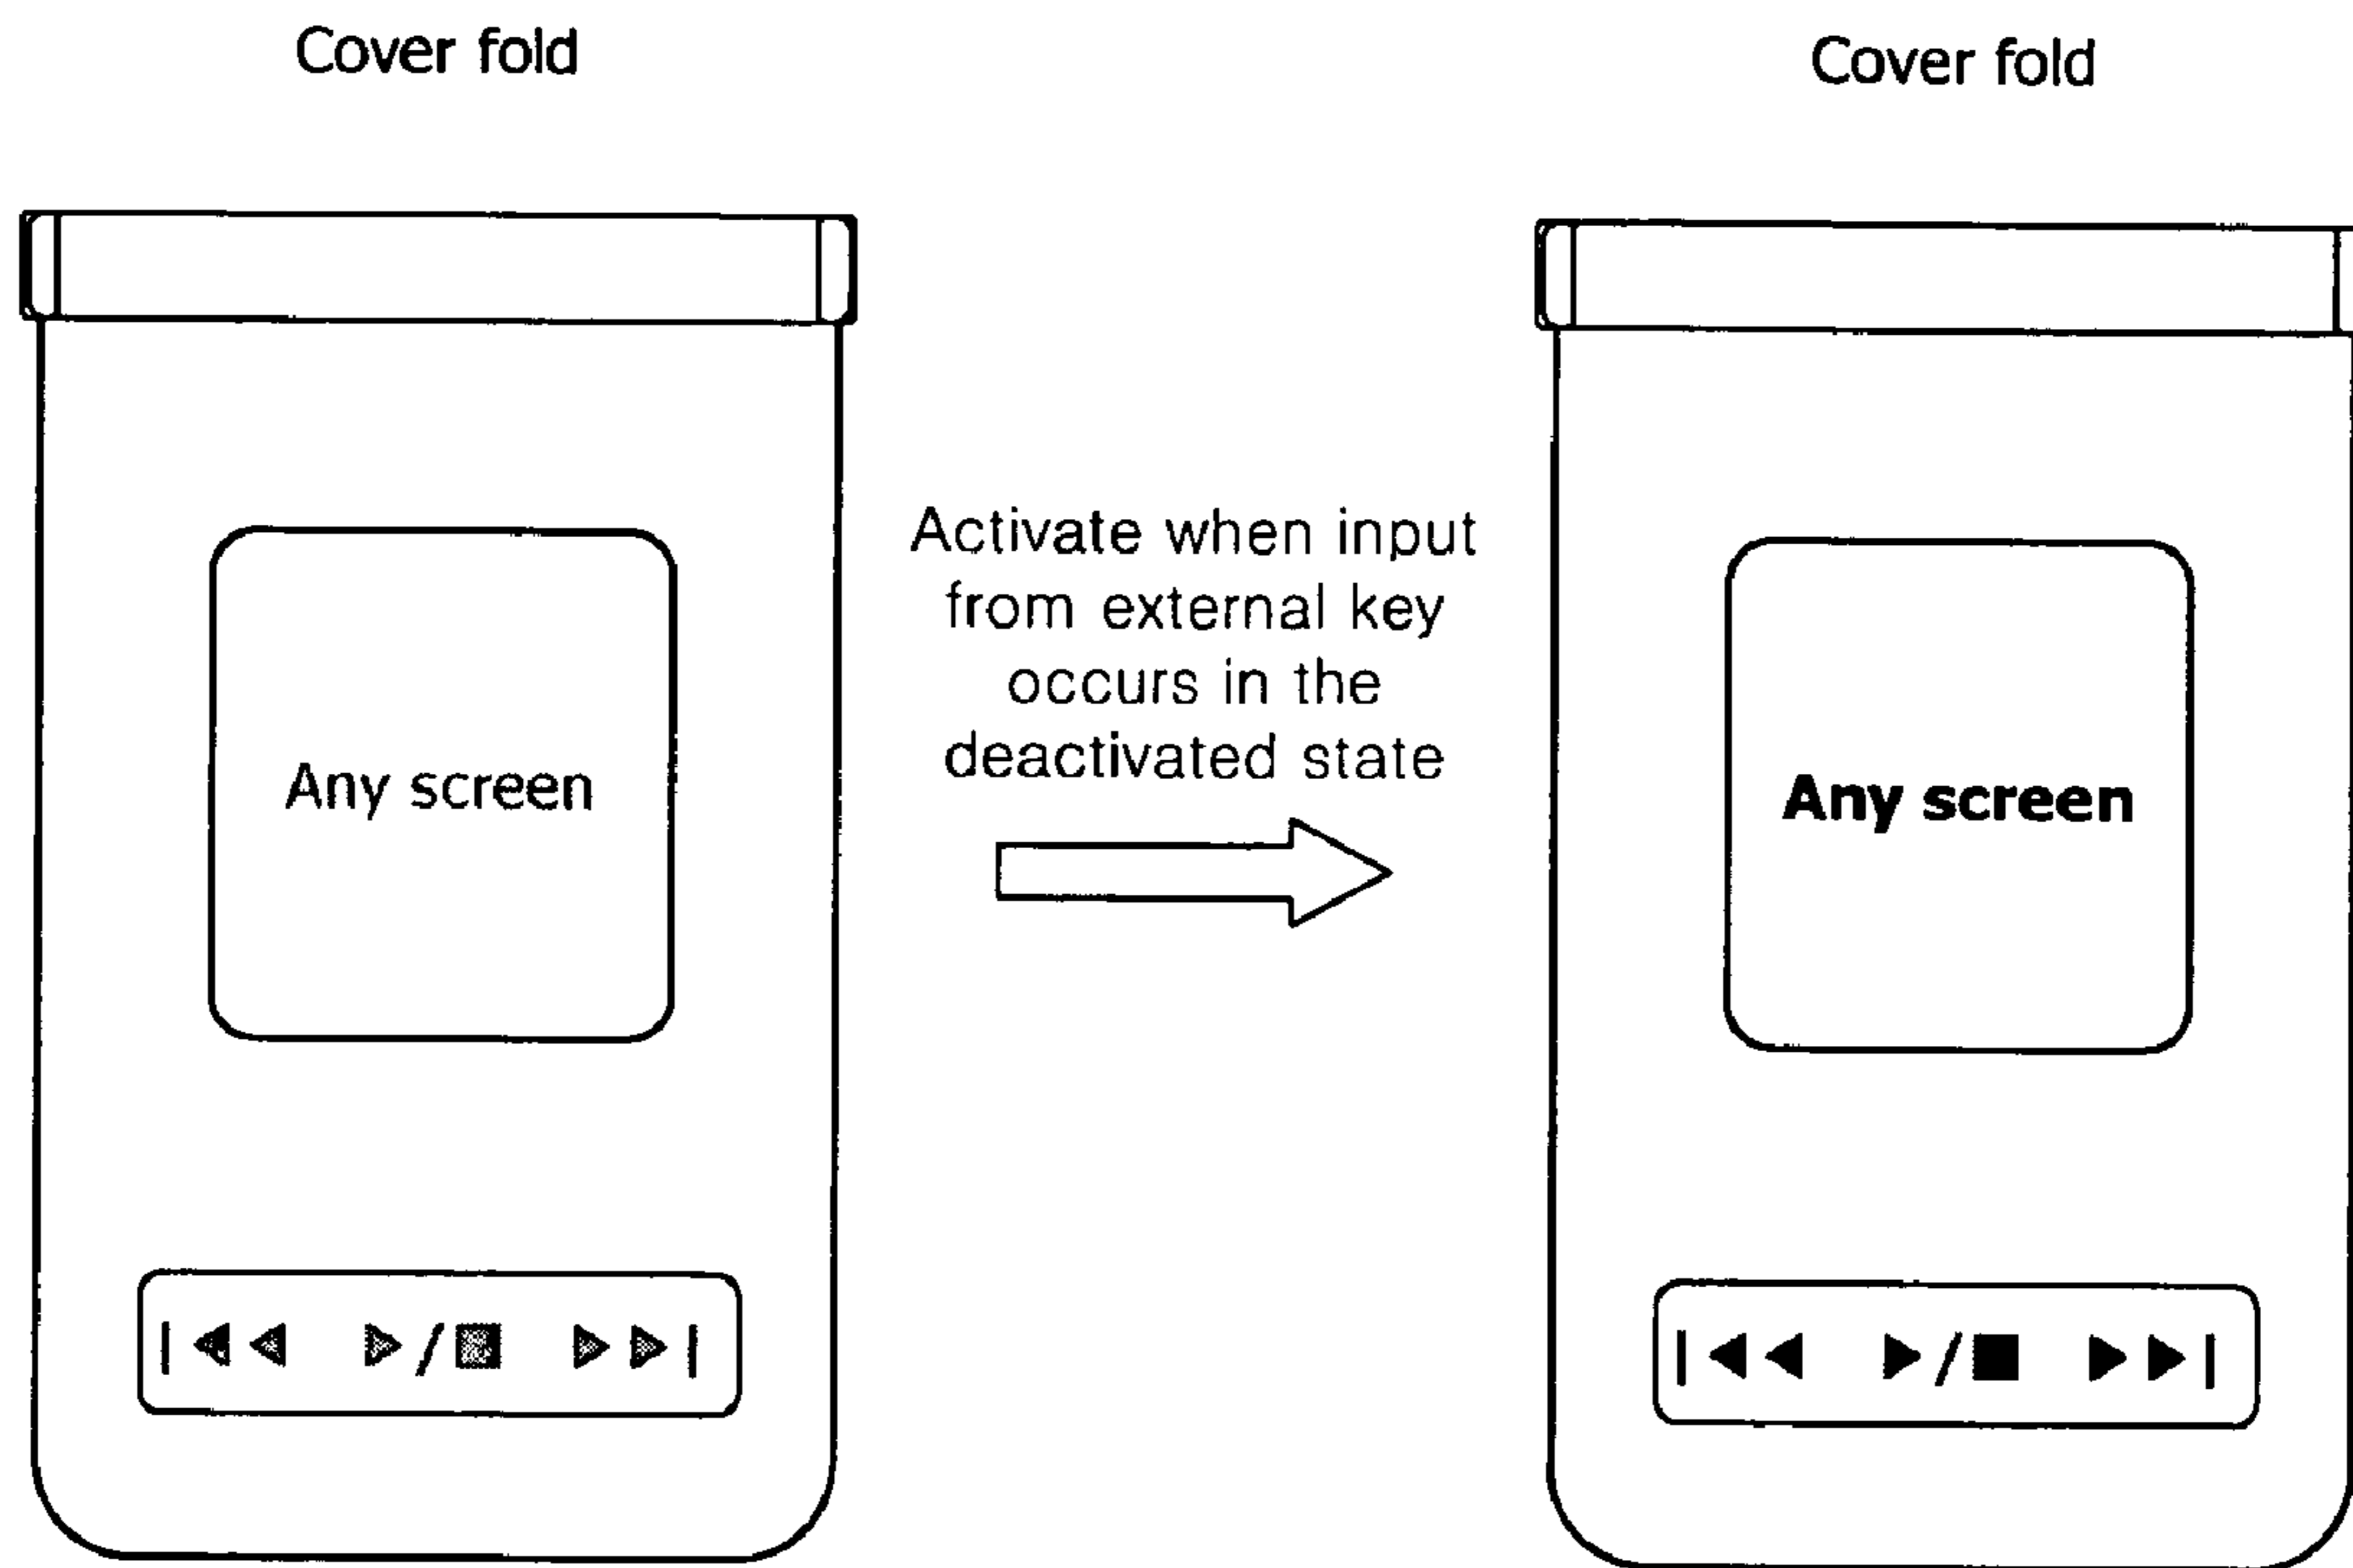 Cover fold
Cover fold
Activate when input
from external key
occurs in the
deactivated state
Any screen
Any screen